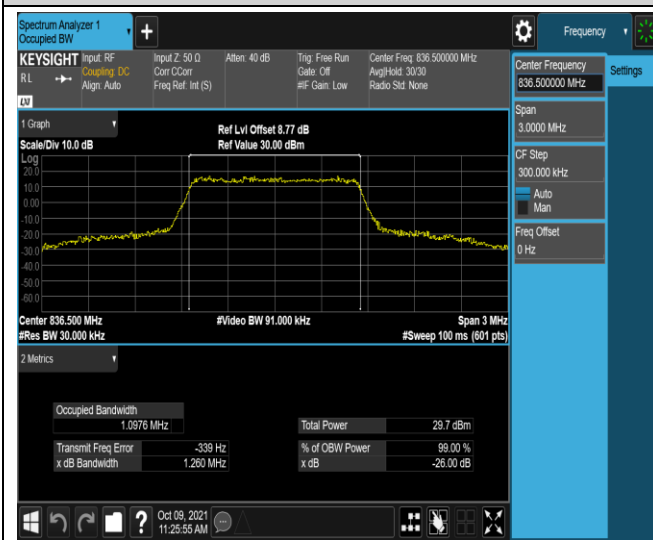 Spectrum Analyzer 1
Occupied BW
+
Frequency
KEYSIGHT
RL
LXI
Input: RF
Coupling: DC
Align: Auto
Input Z: 50 Ω
Corr CCorr
Freq Ref: Int (S)
Atten: 40 dB
Trig: Free Run
Gate: Off
#IF Gain: Low
Center Freq: 836.500000 MHz
Avg|Hold: 30/30
Radio Std: None
Center Frequency
836.500000 MHz
Settings
Span
3.0000 MHz
CF Step
300.000 kHz
Auto
Man
Freq Offset
0 Hz
1 Graph
Scale/Div 10.0 dB
Ref Lvl Offset 8.77 dB
Ref Value 30.00 dBm
Log
20.0
10.0
0.00
-10.0
-20.0
-30.0
-40.0
-50.0
-60.0
Center 836.500 MHz
#Res BW 30.000 kHz
#Video BW 91.000 kHz
Span 3 MHz
#Sweep 100 ms (601 pts)
2 Metrics
Occupied Bandwidth
1.0976 MHz
Total Power 29.7 dBm
Transmit Freq Error -339 Hz
% of OBW Power 99.00 %
x dB Bandwidth 1.260 MHz
x dB -26.00 dB
?
Oct 09, 2021
11:25:55 AM